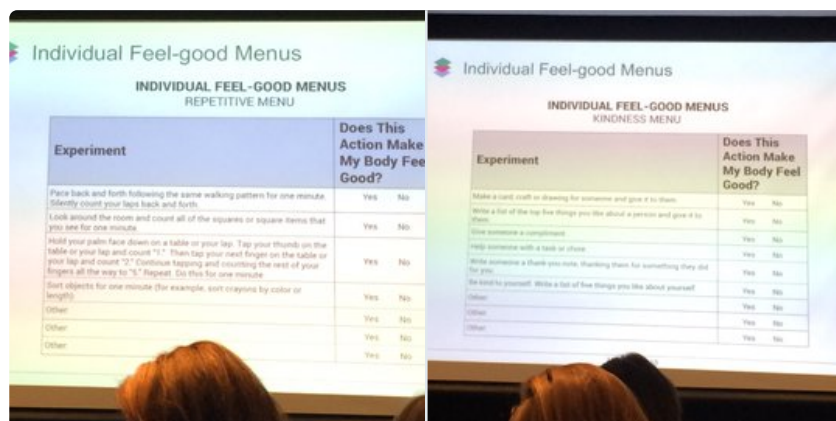 Individual Feel-good Menus
INDIVIDUAL FEEL-GOOD MENUS
REPETITIVE MENU
Experiment
Does This
Action Make
My Body Fee
Good?
Pace back and forth following the same walking pattern for one minute.
Silently count your laps back and forth.
Yes No
Look around the room and count all of the squares or square items that
you see for one minute.
Yes No
Hold your palm face down on a table or your lap. Tap your thumb on the
table or your lap and count "1." Then tap your next finger on the table or
your lap and count "2." Continue tapping and counting the rest of your
fingers all the way to "5." Repeat. Do this for one minute.
Yes No
Sort objects for one minute (for example, sort crayons by color or
length).
Yes No
Other:
Yes No
Other:
Yes No
Other:
Yes No
Individual Feel-good Menus
INDIVIDUAL FEEL-GOOD MENUS
KINDNESS MENU
Experiment
Does This
Action Make
My Body Feel
Good?
Make a card, craft or drawing for someone and give it to them.
Yes No
Write a list of the top five things you like about a person and give it to
them.
Yes No
Give someone a compliment.
Yes No
Help someone with a task or chore.
Yes No
Write someone a thank you note, thanking them for something they did
for you.
Yes No
Be kind to yourself. Write a list of five things you like about yourself.
Yes No
Other:
Yes No
Other:
Yes No
Other: